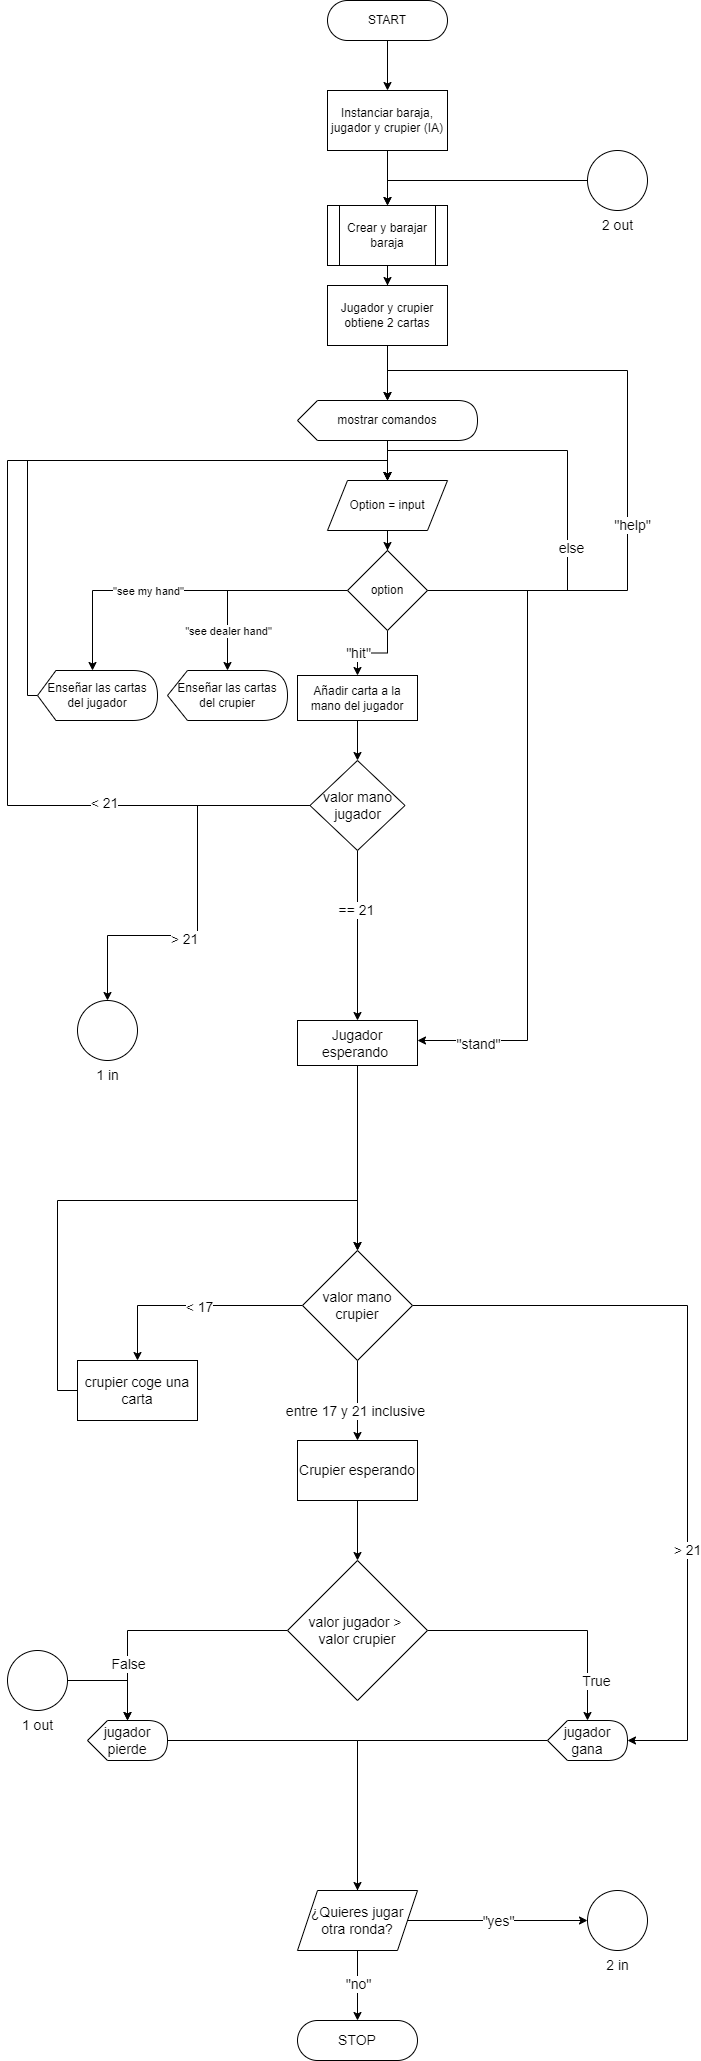 START
Instanciar baraja,
jugador y crupier (IA)
2 out
Crear y barajar
baraja
Jugador y crupier
obtiene 2 cartas
mostrar comandos
Option = input
"help"
else
option
"see my hand"
"see dealer hand"
"hit"
Enseñar las cartas
del jugador
Enseñar las cartas
del crupier
Añadir carta a la
mano del jugador
< 21
valor mano
jugador
== 21
> 21
1 in
Jugador
esperando
"stand"
valor mano
crupier
< 17
crupier coge una
carta
entre 17 y 21 inclusive
Crupier esperando
> 21
valor jugador >
valor crupier
False
True
1 out
jugador
pierde
jugador
gana
¿Quieres jugar
otra ronda?
"yes"
2 in
"no"
STOP